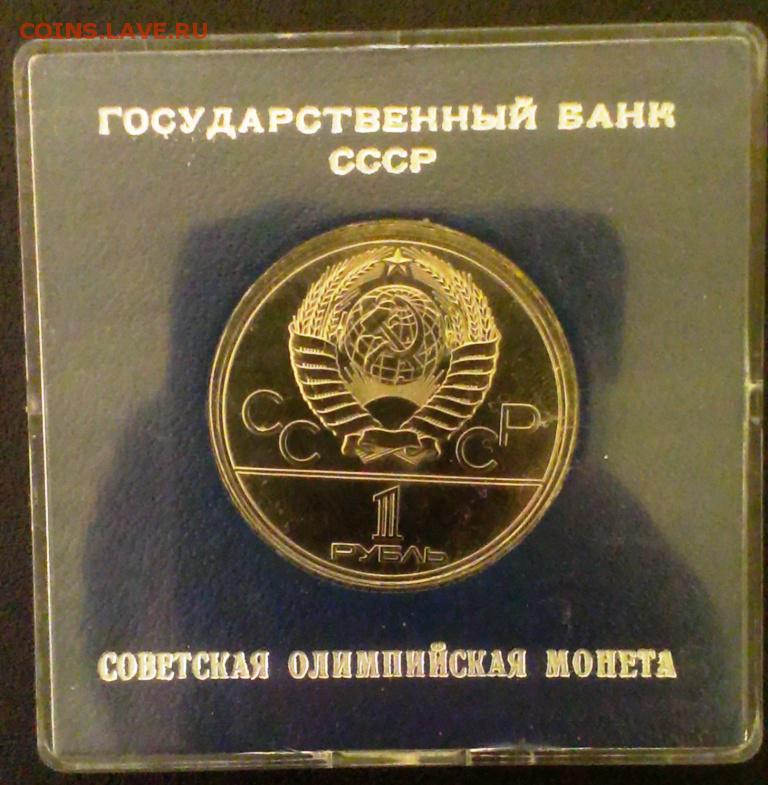 COINS.LAVE.RU
ГОСУДАРСТВЕННЫЙ БАНК
СССР
СССР
1
РУБЛЬ
СОВЕТСКАЯ ОЛИМПИЙСКАЯ МОНЕТА